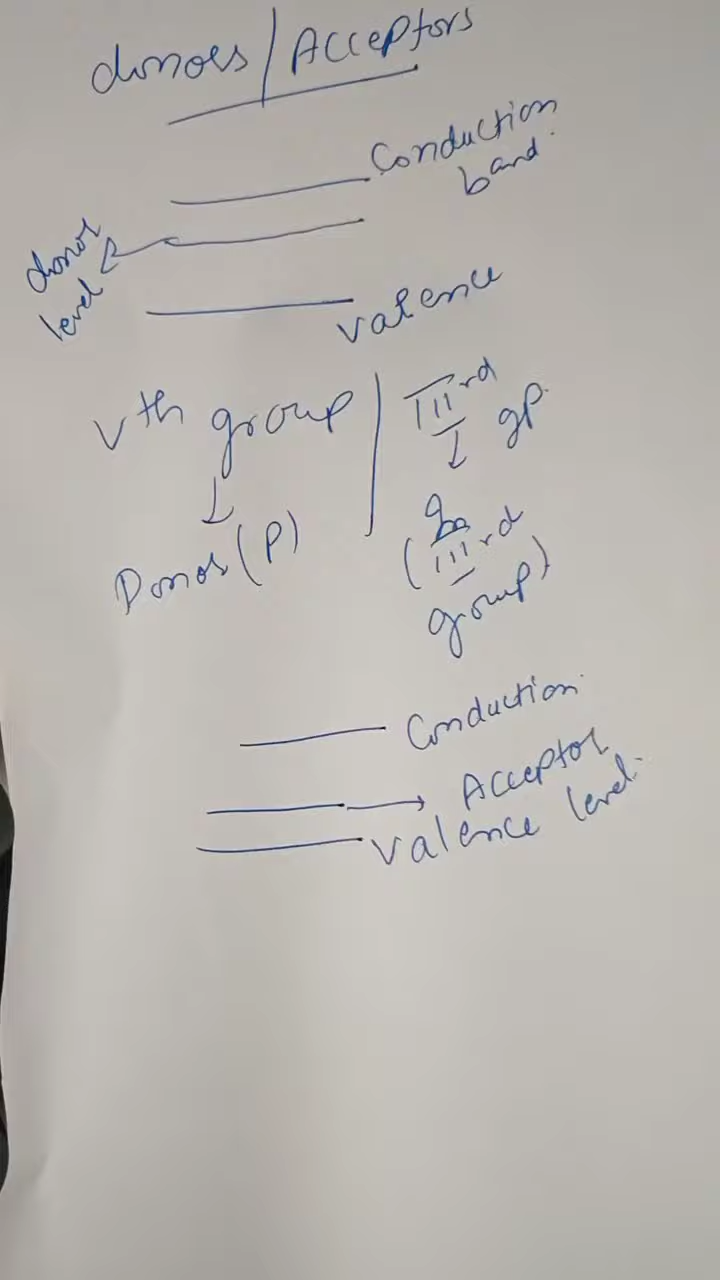 donors/Acceptors
Conduction
band.
donor
level
valence
Vth group / IIIrd
gp.
Donor (P)
(IIIrd
group)
Conduction
Acceptor
level.
Valence